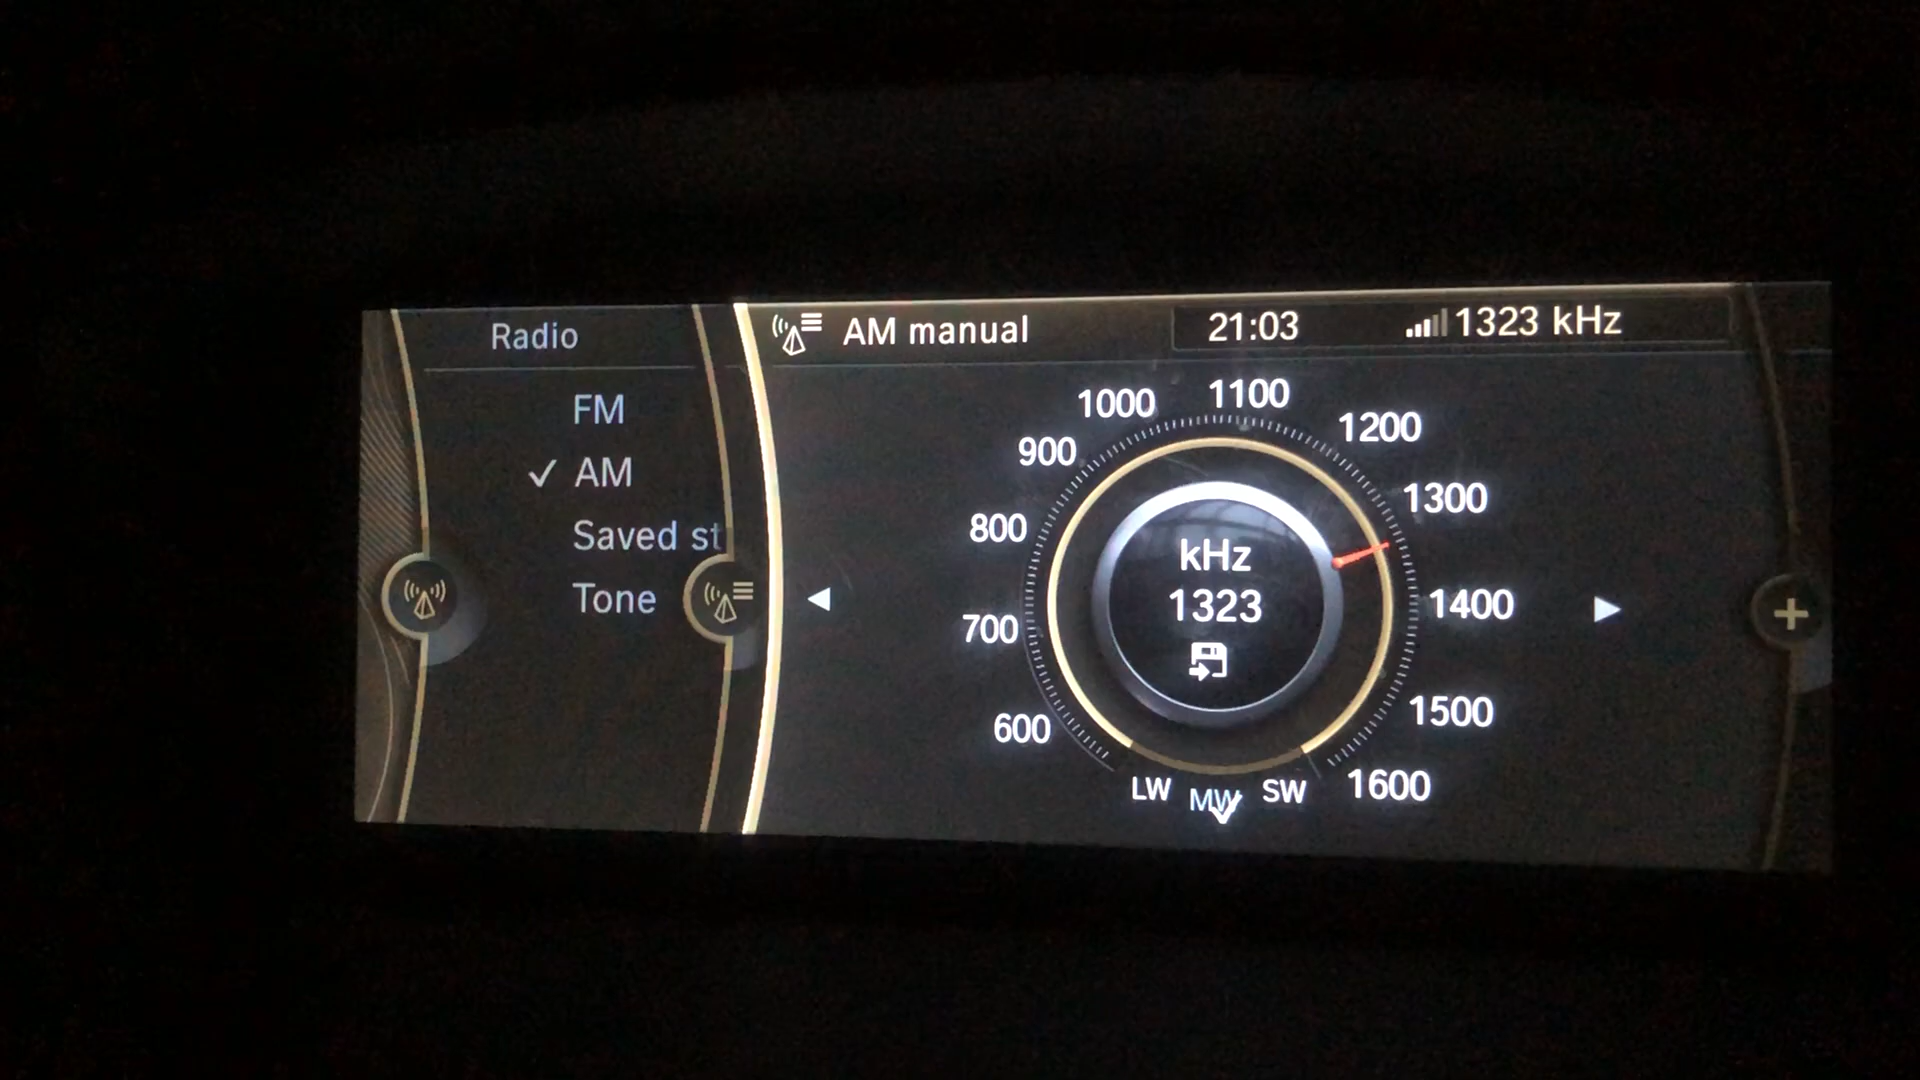 Radio
AM manual
21:03
1323 kHz
FM
AM
Saved st
Tone
600
700
800
900
1000
1100
1200
1300
1400
1500
1600
kHz
1323
LW
MW
SW